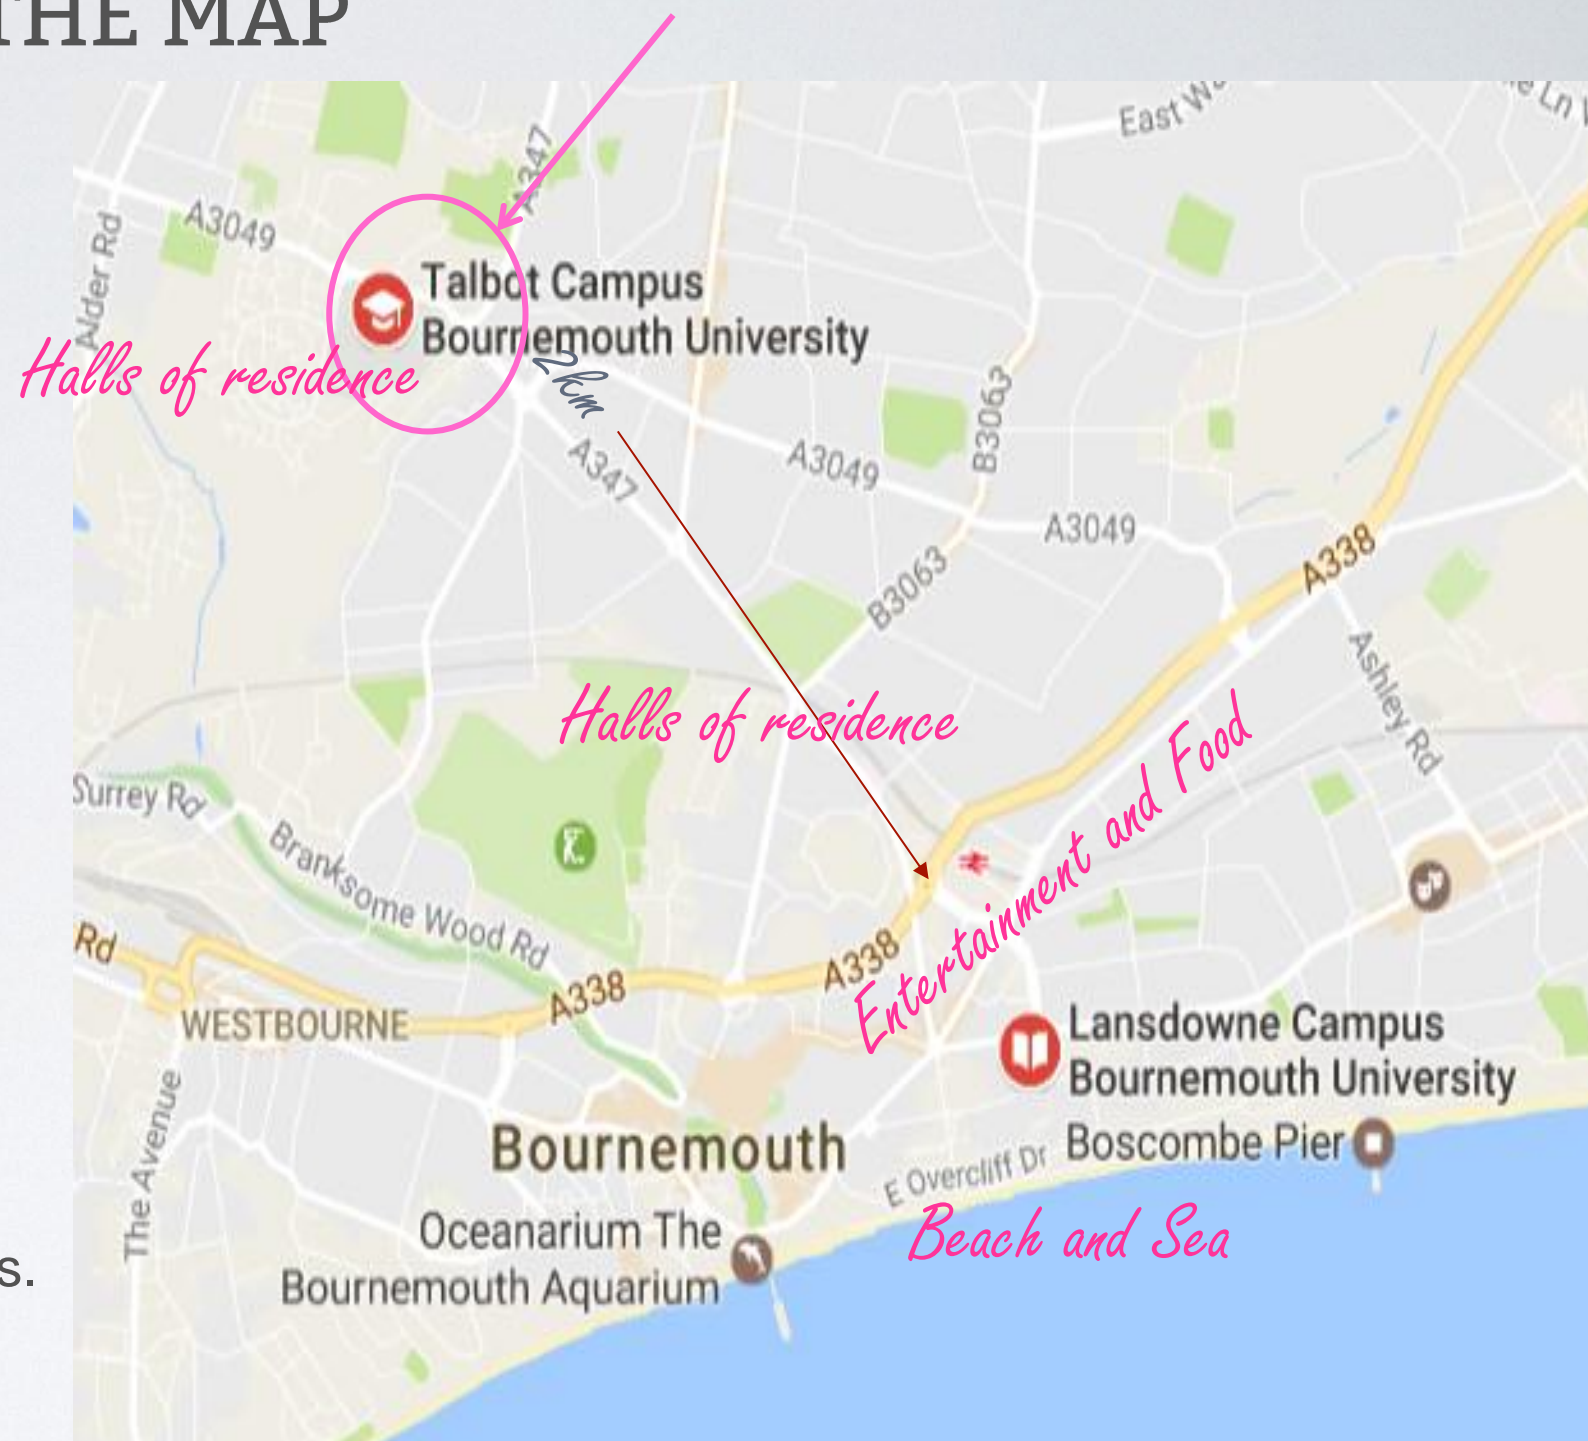 THE MAP
East
Ln
A347
A3049
Alder Rd
Talbot Campus
Bournemouth University
Halls of residence
2km
B3063
A347
A3049
A3049
B3063
A338
Ashley Rd
Halls of residence
Entertainment and Food
Surrey Rd
Branksome Wood Rd
Rd
A338
A338
WESTBOURNE
Lansdowne Campus
Bournemouth University
The Avenue
Bournemouth
Boscombe Pier
E Overcliff Dr
Oceanarium The
Bournemouth Aquarium
Beach and Sea
s.